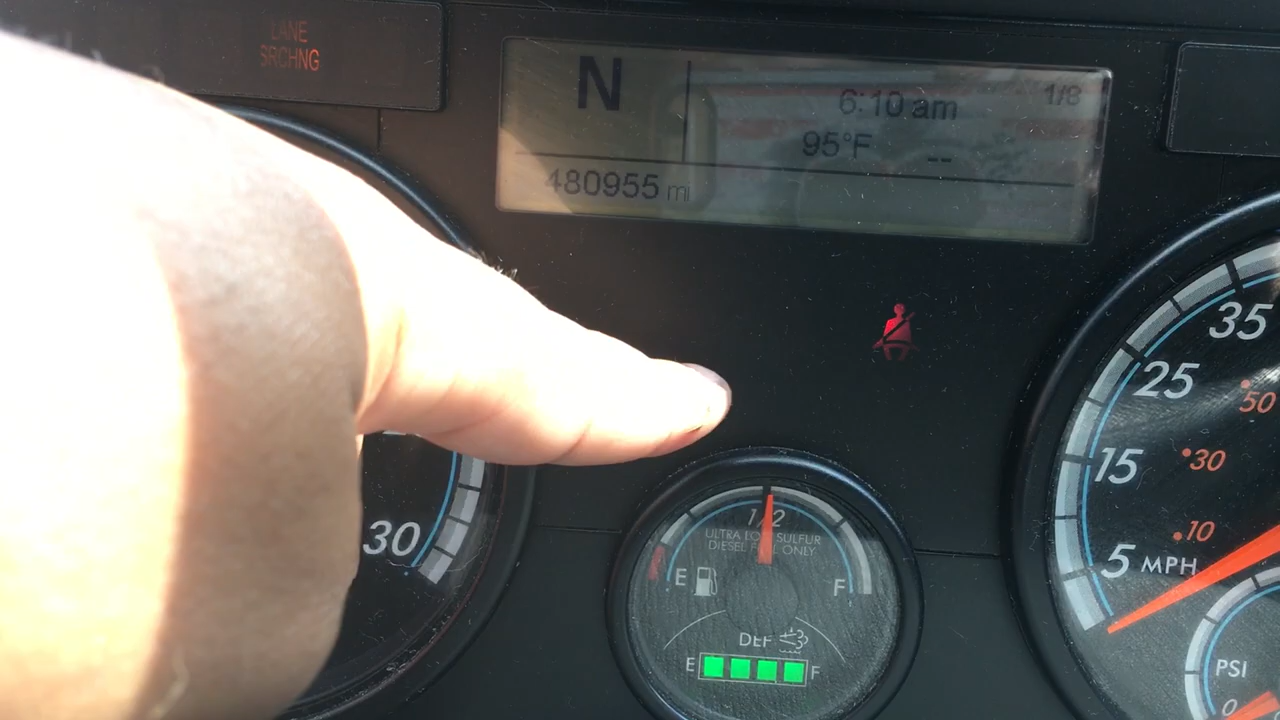 LANE
SRCHNG
N
6:10 am
1/8
95°F
--
480955 mi
35
25
50
15
30
10
5 MPH
30
1/2
ULTRA LOW SULFUR
DIESEL FUEL ONLY
E
F
DEF
E
F
PSI
0